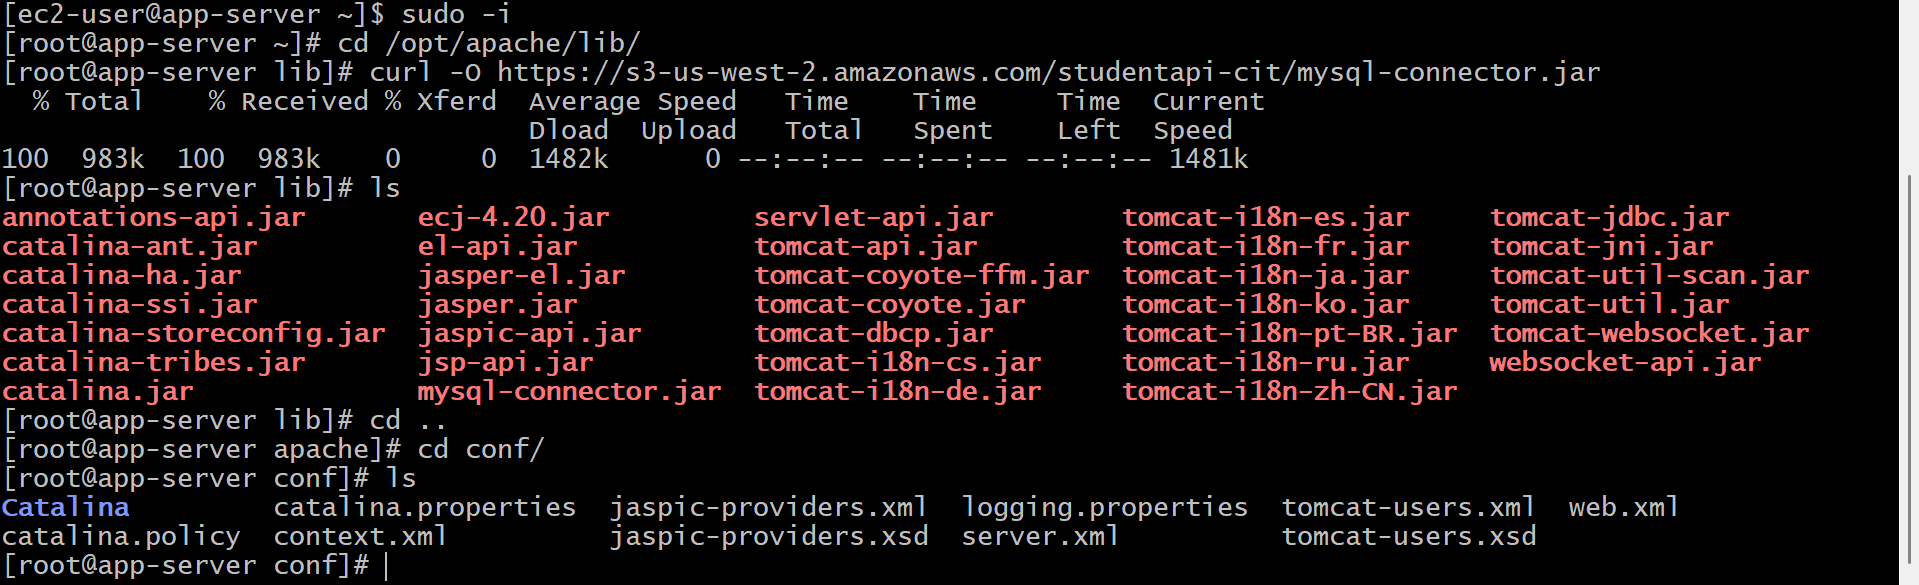 [ec2-user@app-server ~]$ sudo -i
[root@app-server ~]# cd /opt/apache/lib/
[root@app-server lib]# curl -O https://s3-us-west-2.amazonaws.com/studentapi-cit/mysql-connector.jar
  % Total    % Received % Xferd  Average Speed   Time    Time     Time  Current
                                 Dload  Upload   Total   Spent    Left  Speed
100  983k  100  983k    0     0  1482k      0 --:--:-- --:--:-- --:--:-- 1481k
[root@app-server lib]# ls
annotations-api.jar       ecj-4.20.jar         servlet-api.jar        tomcat-i18n-es.jar     tomcat-jdbc.jar
catalina-ant.jar          el-api.jar           tomcat-api.jar         tomcat-i18n-fr.jar     tomcat-jni.jar
catalina-ha.jar           jasper-el.jar        tomcat-coyote-ffm.jar  tomcat-i18n-ja.jar     tomcat-util-scan.jar
catalina-ssi.jar          jasper.jar           tomcat-coyote.jar      tomcat-i18n-ko.jar     tomcat-util.jar
catalina-storeconfig.jar  jaspic-api.jar       tomcat-dbcp.jar        tomcat-i18n-pt-BR.jar  tomcat-websocket.jar
catalina-tribes.jar       jsp-api.jar          tomcat-i18n-cs.jar     tomcat-i18n-ru.jar     websocket-api.jar
catalina.jar              mysql-connector.jar  tomcat-i18n-de.jar     tomcat-i18n-zh-CN.jar
[root@app-server lib]# cd ..
[root@app-server apache]# cd conf/
[root@app-server conf]# ls
Catalina         catalina.properties  jaspic-providers.xml  logging.properties  tomcat-users.xml  web.xml
catalina.policy  context.xml          jaspic-providers.xsd  server.xml          tomcat-users.xsd
[root@app-server conf]#